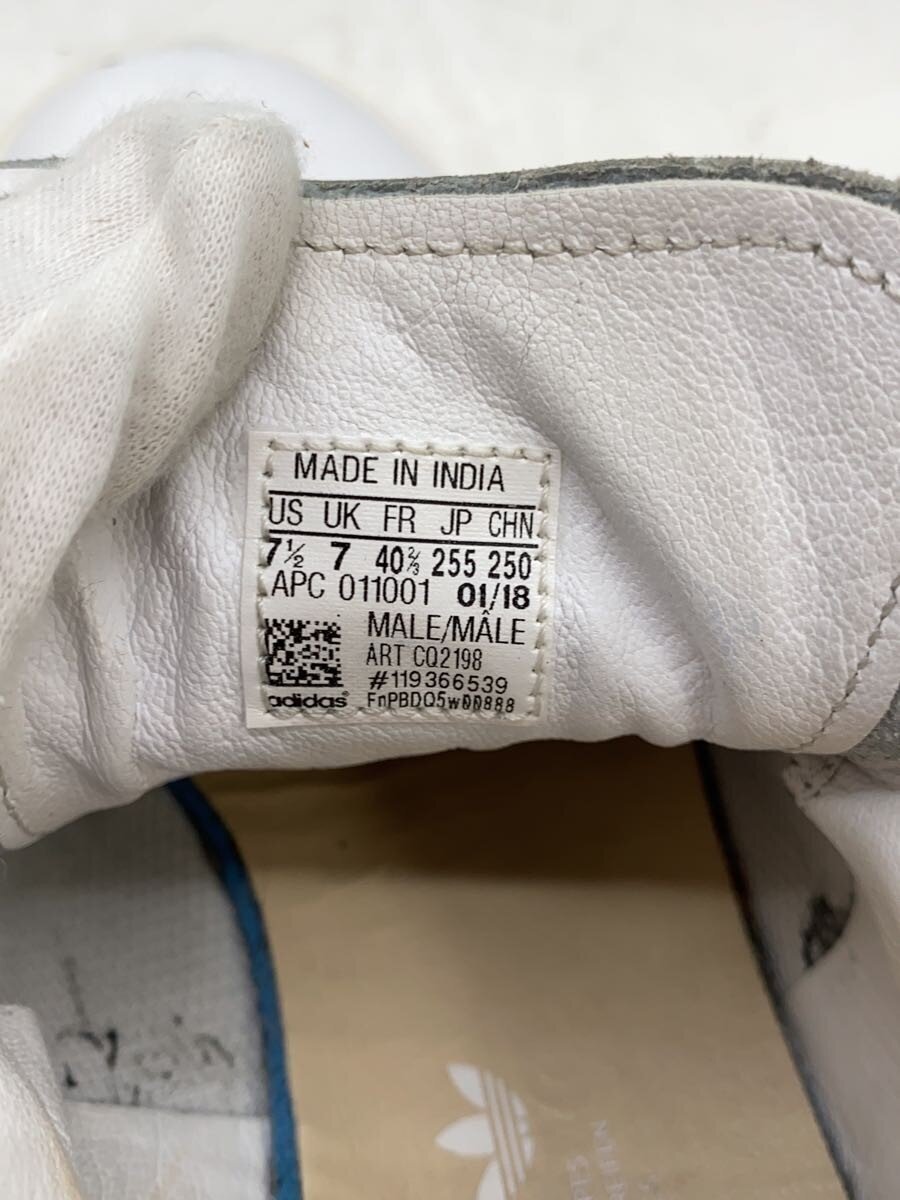 MADE IN INDIA
US UK FR JP CHN
7½ 7 40⅔ 255 250
APC 011001 01/18
MALE/MÂLE
ART CQ2198
#119366539
adidas® FnPBDQ5w00888